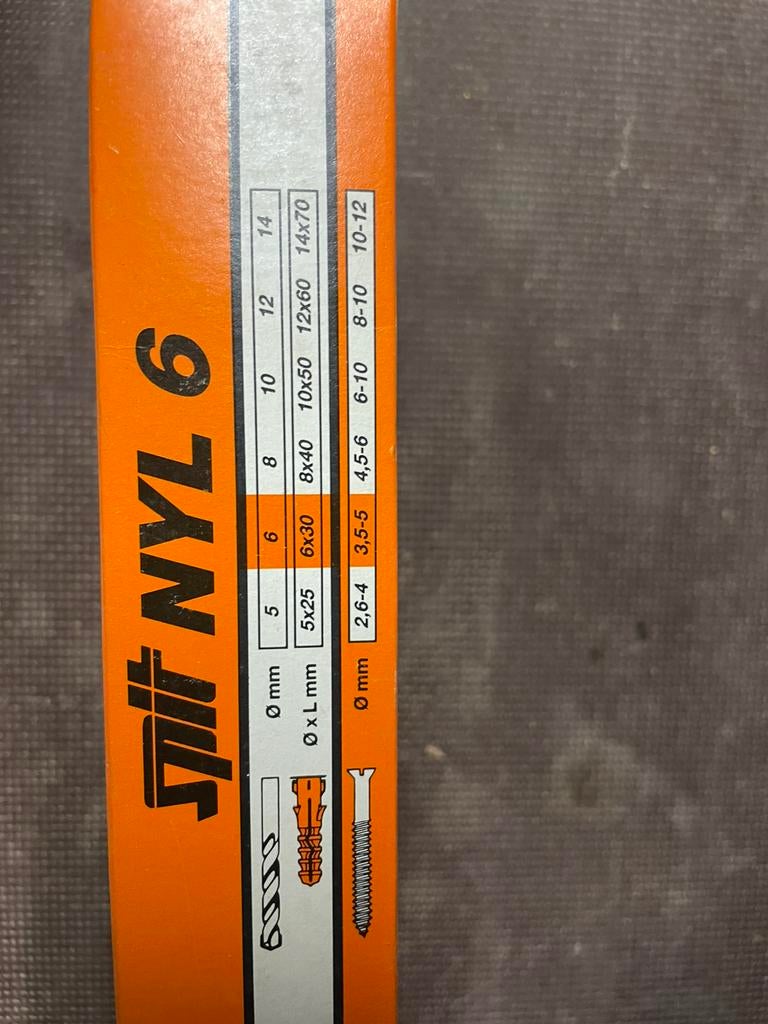 spit NYL 6
Ø mm 5 6 8 10 12 14
Ø x L mm 5x25 6x30 8x40 10x50 12x60 14x70
Ø mm 2,6-4 3,5-5 4,5-6 6-10 8-10 10-12